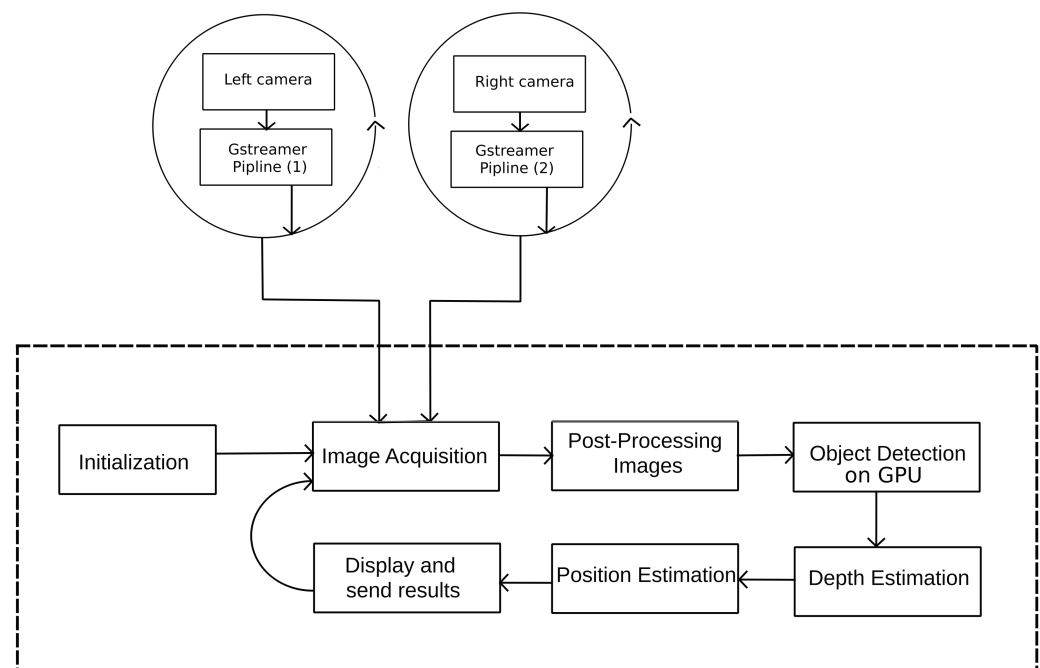 Left camera
Gstreamer
Pipline (1)
Right camera
Gstreamer
Pipline (2)
Initialization
Image Acquisition
Post-Processing
Images
Object Detection
on GPU
Display and
send results
Position Estimation
Depth Estimation